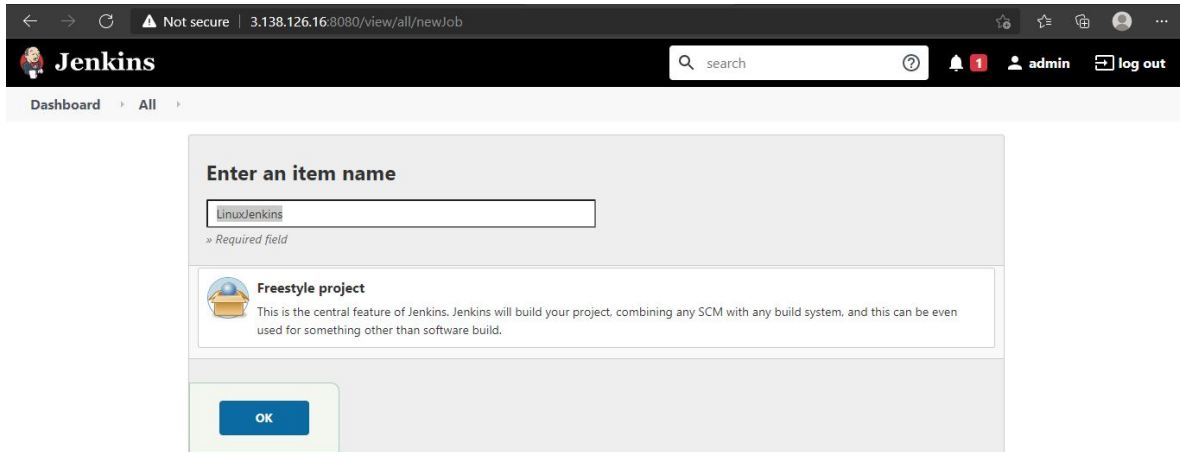 Not secure | 3.138.126.16:8080/view/all/newJob
Jenkins
search
1
admin
log out
Dashboard
All
Enter an item name
LinuxJenkins
» Required field
Freestyle project
This is the central feature of Jenkins. Jenkins will build your project, combining any SCM with any build system, and this can be even
used for something other than software build.
OK